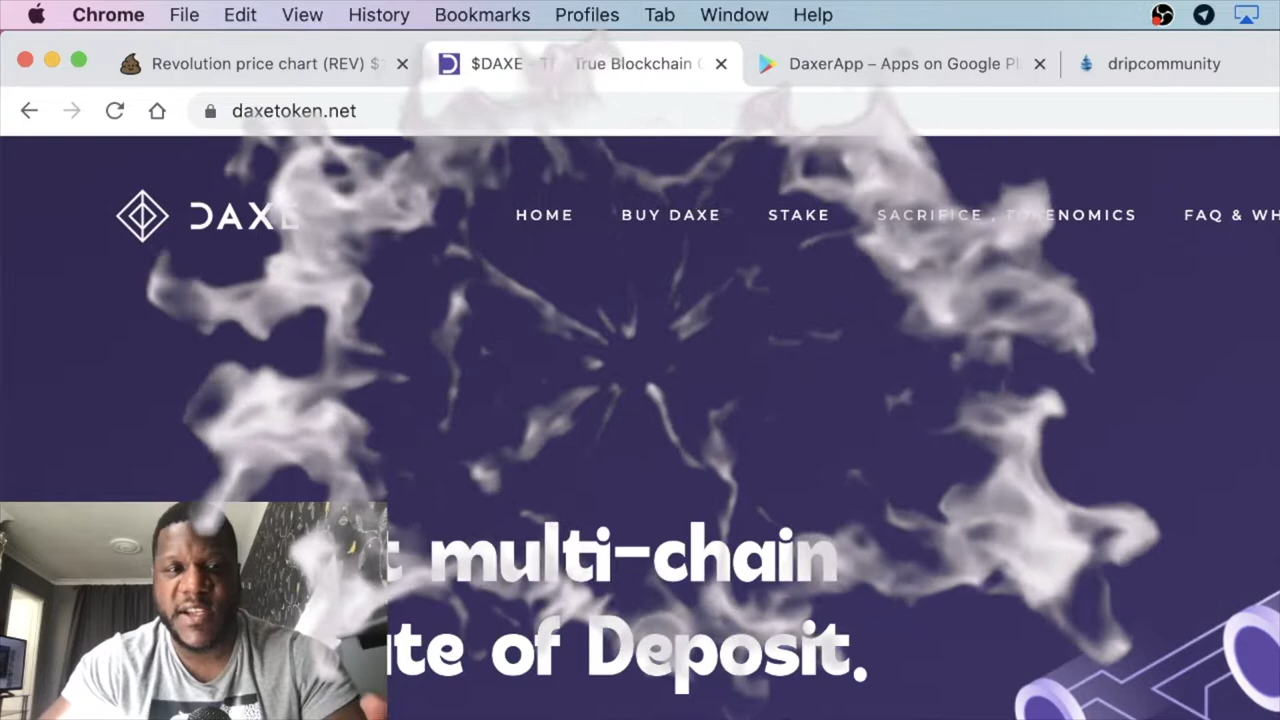 Chrome File Edit View History Bookmarks Profiles Tab Window Help
Revolution price chart (REV) $ $DAXE - T True Blockchain C DaxerApp – Apps on Google Pl dripcommunity
daxetoken.net
DAXE HOME BUY DAXE STAKE SACRIFICE TOKENOMICS FAQ & WH
t multi-chain
te of Deposit.